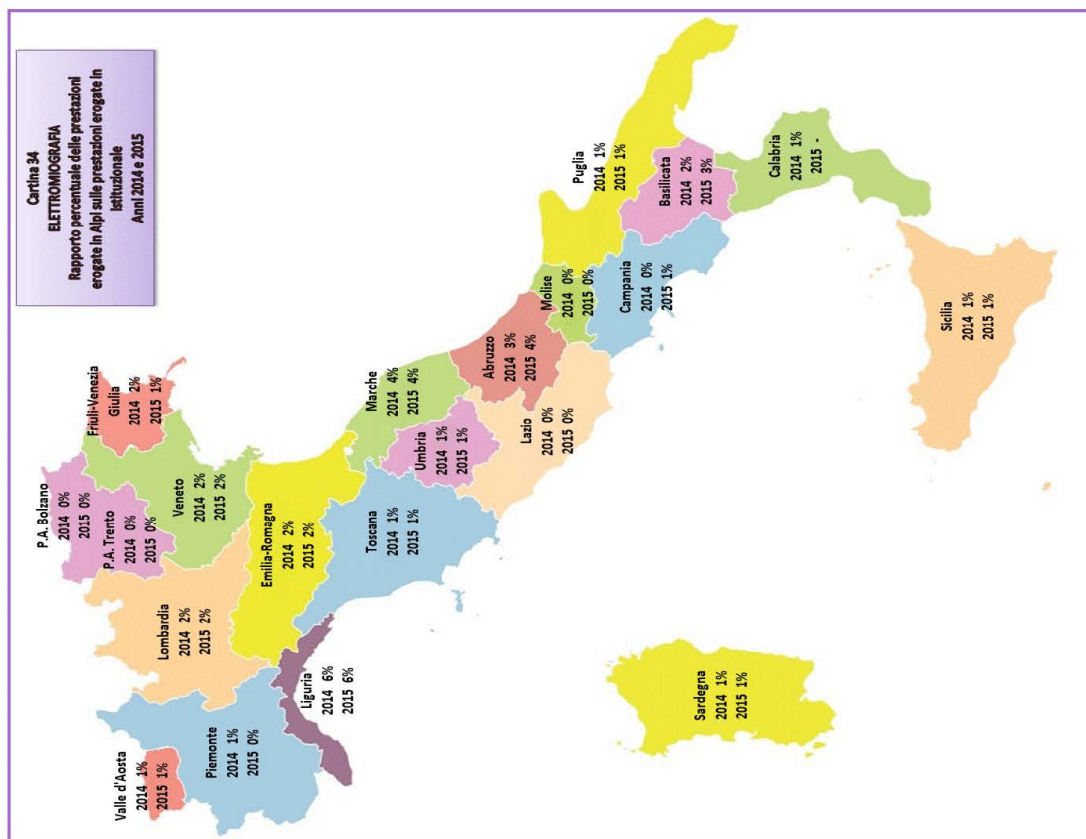 Cartina 34
ELETTROMIOGRAFIA
Rapporto percentuale delle prestazioni
erogate in Alpi sulle prestazioni erogate in
istituzionale
Anni 2014 e 2015
Valle d'Aosta
2014 1%
2015 1%
Piemonte
2014 1%
2015 0%
Lombardia
2014 2%
2015 2%
P.A. Bolzano
2014 0%
2015 0%
P.A. Trento
2014 0%
2015 0%
Veneto
2014 2%
2015 2%
Friuli-Venezia
Giulia
2014 2%
2015 1%
Liguria
2014 6%
2015 6%
Emilia-Romagna
2014 2%
2015 2%
Toscana
2014 1%
2015 1%
Umbria
2014 1%
2015 1%
Marche
2014 4%
2015 4%
Lazio
2014 0%
2015 0%
Abruzzo
2014 3%
2015 4%
Molise
2014 0%
2015 0%
Campania
2014 0%
2015 1%
Puglia
2014 1%
2015 1%
Basilicata
2014 2%
2015 3%
Calabria
2014 1%
2015 -
Sicilia
2014 1%
2015 1%
Sardegna
2014 1%
2015 1%